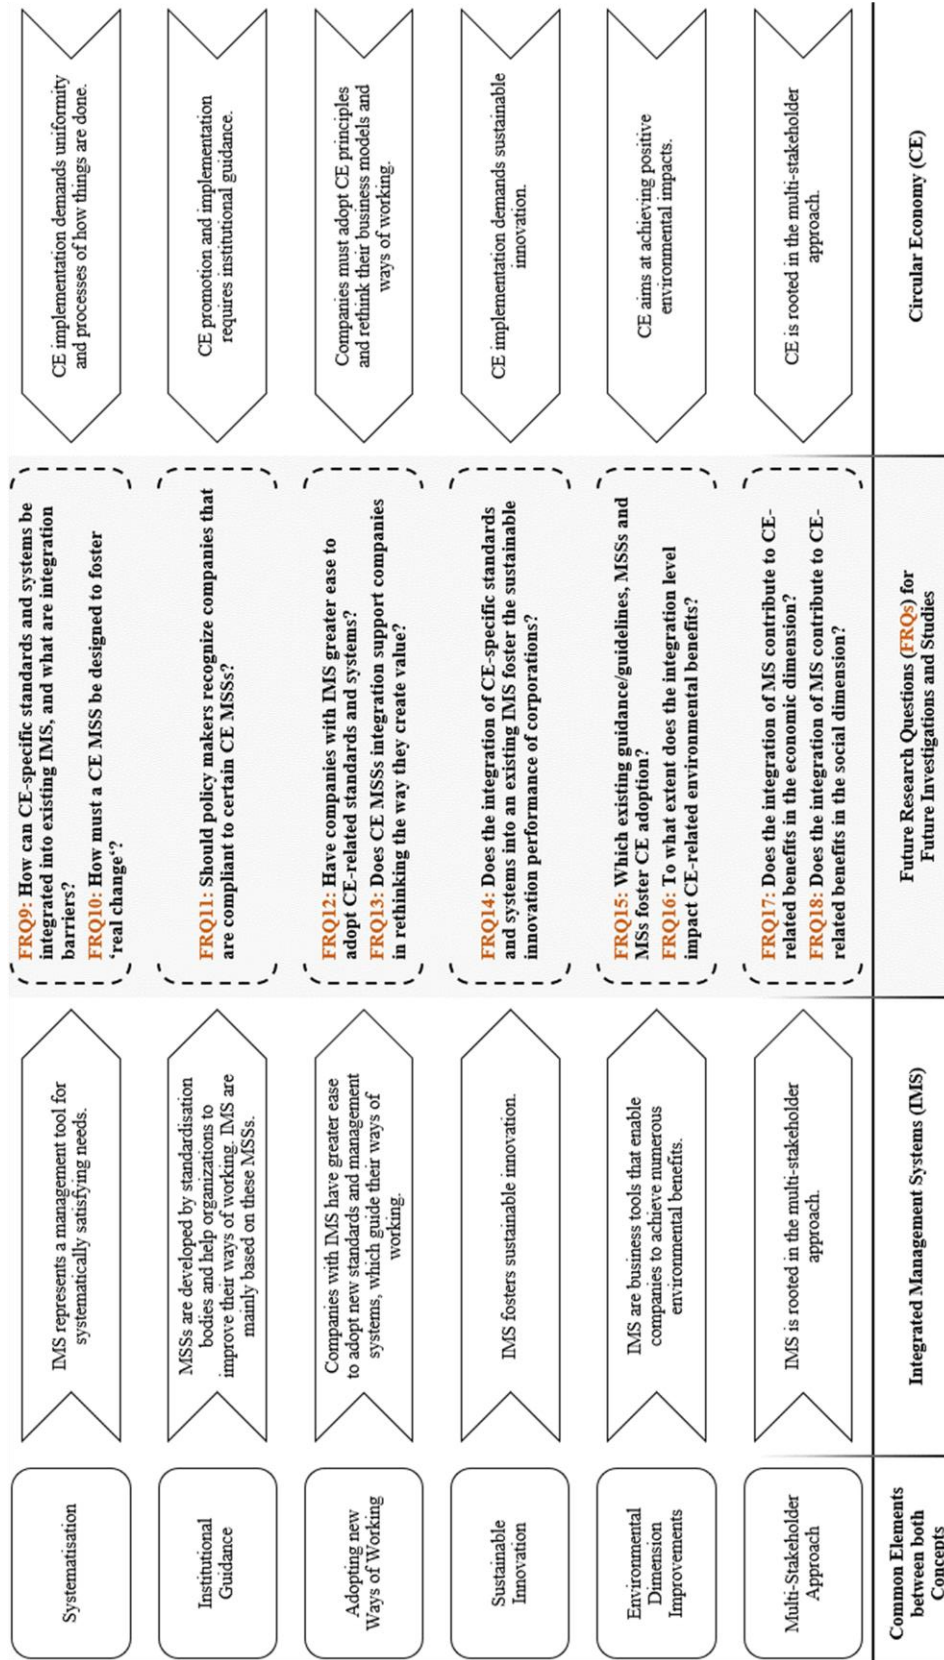 Systematisation
IMS represents a management tool for
systematically satisfying needs.
FRQ9: How can CE-specific standards and systems be
integrated into existing IMS, and what are integration
barriers?
FRQ10: How must a CE MSS be designed to foster
‘real change‘?
CE implementation demands uniformity
and processes of how things are done.
Institutional
Guidance
MSSs are developed by standardisation
bodies and help organizations to
improve their ways of working. IMS are
mainly based on these MSSs.
FRQ11: Should policy makers recognize companies that
are compliant to certain CE MSSs?
CE promotion and implementation
requires institutional guidance.
Adopting new
Ways of Working
Companies with IMS have greater ease
to adopt new standards and management
systems, which guide their ways of
working.
FRQ12: Have companies with IMS greater ease to
adopt CE-related standards and systems?
FRQ13: Does CE MSSs integration support companies
in rethinking the way they create value?
Companies must adopt CE principles
and rethink their business models and
ways of working.
Sustainable
Innovation
IMS fosters sustainable innovation.
FRQ14: Does the integration of CE-specific standards
and systems into an existing IMS foster the sustainable
innovation performance of corporations?
CE implementation demands sustainable
innovation.
Environmental
Dimension
Improvements
IMS are business tools that enable
companies to achieve numerous
environmental benefits.
FRQ15: Which existing guidance/guidelines, MSSs and
MSs foster CE adoption?
FRQ16: To what extent does the integration level
impact CE-related environmental benefits?
CE aims at achieving positive
environmental impacts.
Multi-Stakeholder
Approach
IMS is rooted in the multi-stakeholder
approach.
FRQ17: Does the integration of MS contribute to CE-
related benefits in the economic dimension?
FRQ18: Does the integration of MS contribute to CE-
related benefits in the social dimension?
CE is rooted in the multi-stakeholder
approach.
Common Elements
between both
Concepts
Integrated Management Systems (IMS)
Future Research Questions (FRQs) for
Future Investigations and Studies
Circular Economy (CE)